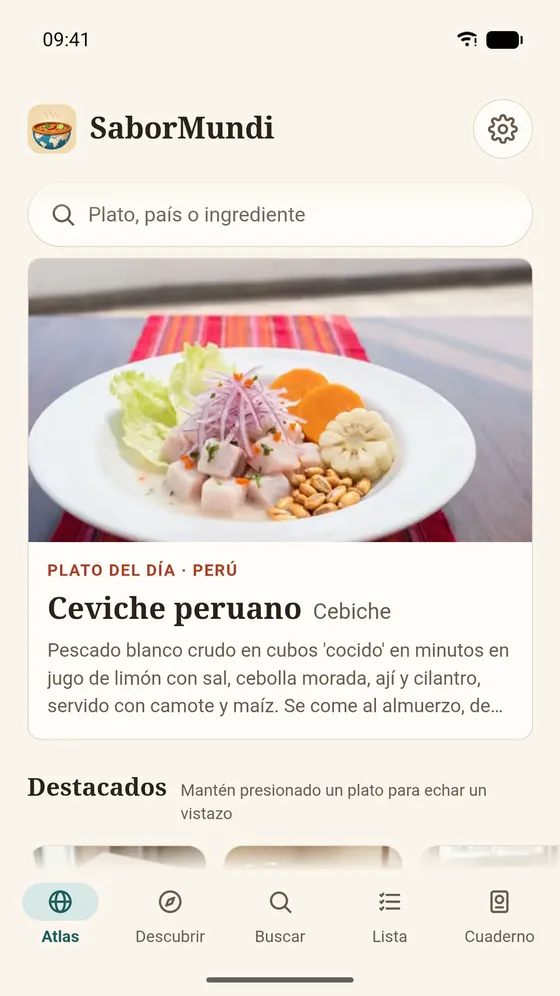 09:41
SaborMundi
Plato, país o ingrediente
PLATO DEL DÍA · PERÚ
Ceviche peruano Cebiche
Pescado blanco crudo en cubos 'cocido' en minutos en
jugo de limón con sal, cebolla morada, ají y cilantro,
servido con camote y maíz. Se come al almuerzo, de…
Destacados Mantén presionado un plato para echar un
vistazo
Atlas Descubrir Buscar Lista Cuaderno